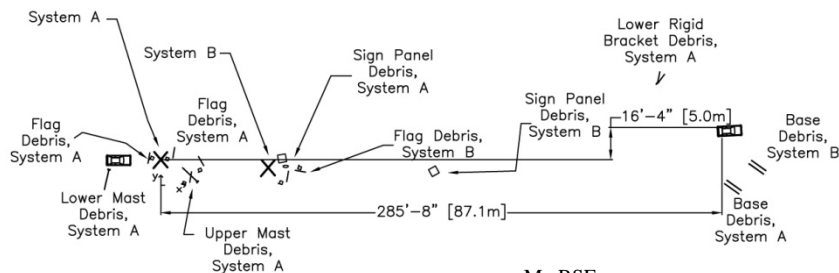 System A
System B
Sign Panel
Debris,
System A
Lower Rigid
Bracket Debris,
System A
Flag
Debris,
System A
Flag
Debris,
System A
Flag Debris,
System B
Sign Panel
Debris,
System B
16'-4" [5.0m]
Base
Debris,
System B
Lower Mast
Debris,
System A
Upper Mast
Debris,
System A
285'-8" [87.1m]
Base
Debris,
System A